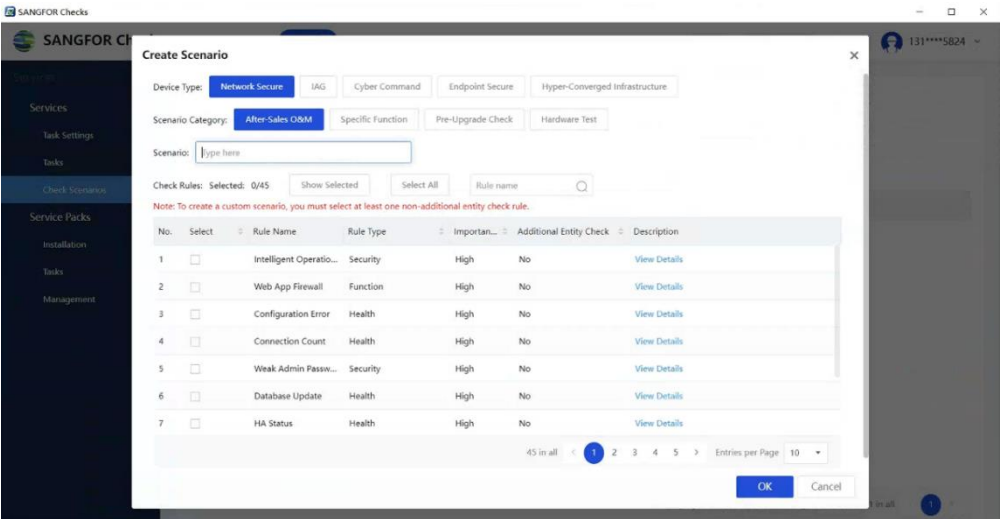 SANGFOR Checks
SANGFOR Ch
131****5824
Create Scenario
Device Type: Network Secure IAG Cyber Command Endpoint Secure Hyper-Converged Infrastructure
Services
Scenario Category: After-Sales O&M Specific Function Pre-Upgrade Check Hardware Test
Task Settings
Scenario: Type here
Tasks
Check Rules: Selected: 0/45 Show Selected Select All Rule name
Check Scenarios
Note: To create a custom scenario, you must select at least one non-additional entity check rule.
Service Packs
No. Select Rule Name Rule Type Importan... Additional Entity Check Description
Installation
1 Intelligent Operatio... Security High No View Details
Tasks
2 Web App Firewall Function High No View Details
Management
3 Configuration Error Health High No View Details
4 Connection Count Health High No View Details
5 Weak Admin Passw... Security High No View Details
6 Database Update Health High No View Details
7 HA Status Health High No View Details
45 in all < 1 2 3 4 5 > Entries per Page 10
OK Cancel
in all 1